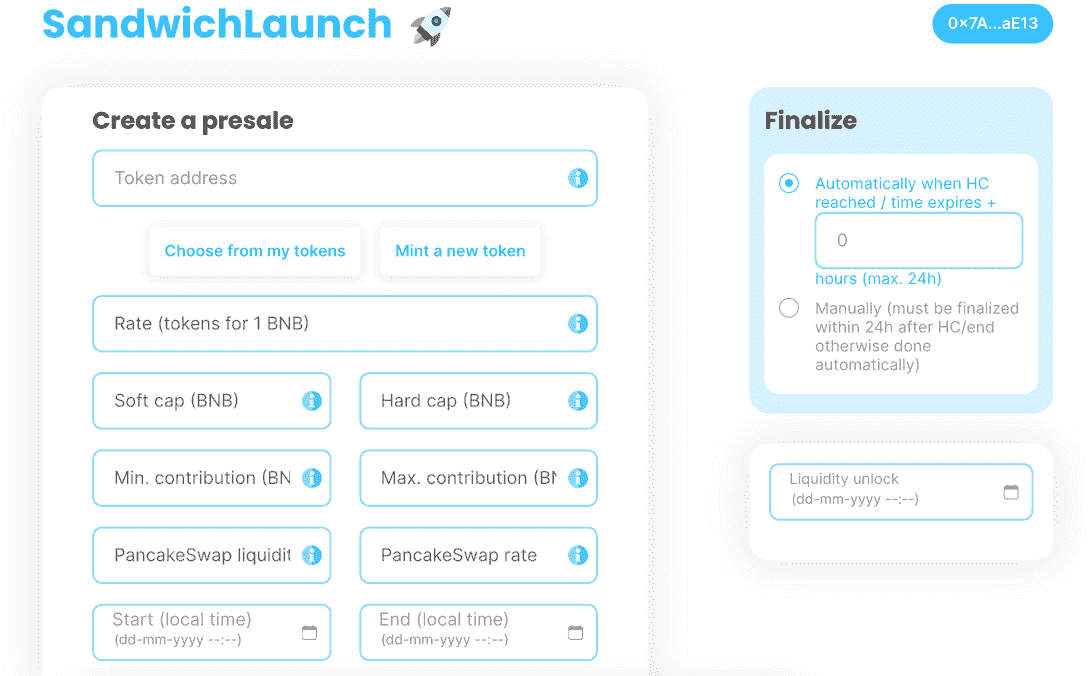 SandwichLaunch
0×7A...aE13
Create a presale
Token address
Choose from my tokens
Mint a new token
Rate (tokens for 1 BNB)
Soft cap (BNB)
Hard cap (BNB)
Min. contribution (BN
Max. contribution (BN
PancakeSwap liquidit
PancakeSwap rate
Start (local time)
(dd-mm-yyyy --:--)
End (local time)
(dd-mm-yyyy --:--)
Finalize
Automatically when HC
reached / time expires +
0
hours (max. 24h)
Manually (must be finalized
within 24h after HC/end
otherwise done
automatically)
Liquidity unlock
(dd-mm-yyyy --:--)